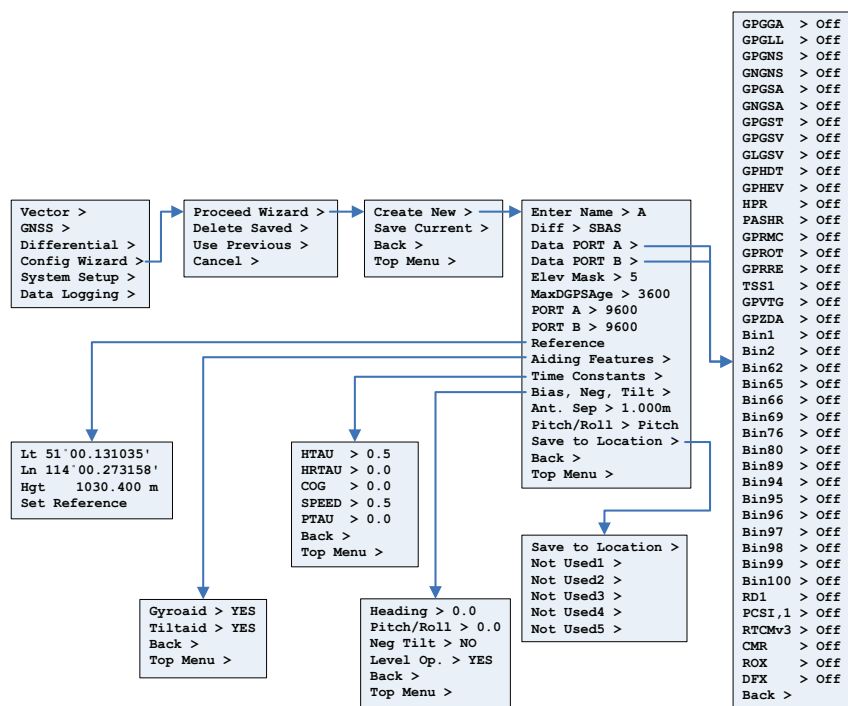 Vector >
GNSS >
Differential >
Config Wizard >
System Setup >
Data Logging >
Proceed Wizard >
Delete Saved >
Use Previous >
Cancel >
Create New >
Save Current >
Back >
Top Menu >
Enter Name > A
Diff > SBAS
Data PORT A >
Data PORT B >
Elev Mask > 5
MaxDGPSAge > 3600
PORT A > 9600
PORT B > 9600
Reference
Aiding Features >
Time Constants >
Bias, Neg, Tilt >
Ant. Sep > 1.000m
Pitch/Roll > Pitch
Save to Location >
Back >
Top Menu >
Lt 51°00.131035'
Ln 114°00.273158'
Hgt 1030.400 m
Set Reference
HTAU > 0.5
HRTAU > 0.0
COG > 0.0
SPEED > 0.5
PTAU > 0.0
Back >
Top Menu >
Gyroaid > YES
Tiltaid > YES
Back >
Top Menu >
Heading > 0.0
Pitch/Roll > 0.0
Neg Tilt > NO
Level Op. > YES
Back >
Top Menu >
Save to Location >
Not Used1 >
Not Used2 >
Not Used3 >
Not Used4 >
Not Used5 >
GPGGA > Off
GPGLL > Off
GPGNS > Off
GNGNS > Off
GPGSA > Off
GNGSA > Off
GPGST > Off
GPGSV > Off
GLGSV > Off
GPHDT > Off
GPHEV > Off
HPR > Off
PASHR > Off
GPRMC > Off
GPROT > Off
GPRRE > Off
TSS1 > Off
GPVTG > Off
GPZDA > Off
Bin1 > Off
Bin2 > Off
Bin62 > Off
Bin65 > Off
Bin66 > Off
Bin69 > Off
Bin76 > Off
Bin80 > Off
Bin89 > Off
Bin94 > Off
Bin95 > Off
Bin96 > Off
Bin97 > Off
Bin98 > Off
Bin99 > Off
Bin100 > Off
RD1 > Off
PCSI,1 > Off
RTCMv3 > Off
CMR > Off
ROX > Off
DFX > Off
Back >